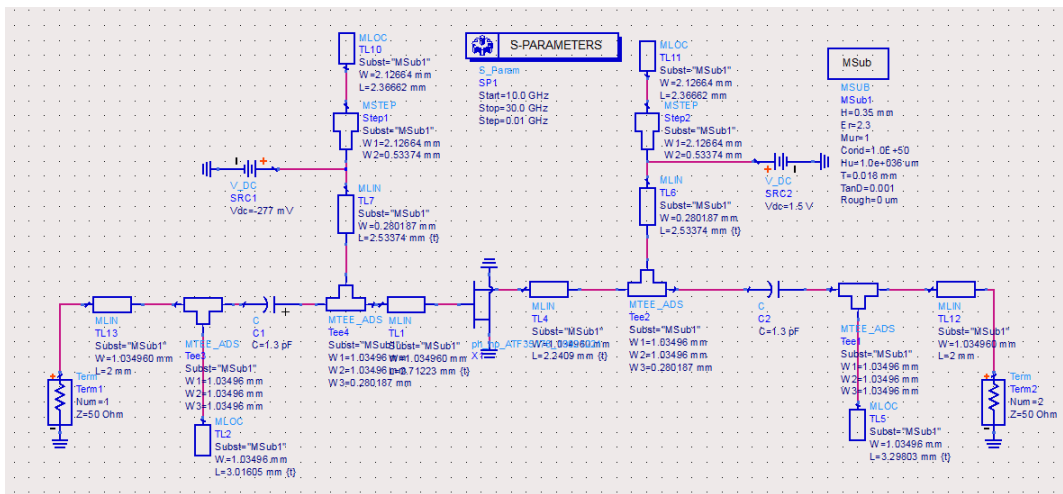 MLOC
TL10
Subst="MSub1"
W=2.12664 mm
L=2.36662 mm
MSTEP
Step1
Subst="MSub1"
W1=2.12664 mm
W2=0.53374 mm
V_DC
SRC1
Vdc=-277 mV
MLIN
TL7
Subst="MSub1"
W=0.280187 mm
L=2.53374 mm {t}
S-PARAMETERS
S_Param
SP1
Start=10.0 GHz
Stop=30.0 GHz
Step=0.01 GHz
MLOC
TL11
Subst="MSub1"
W=2.12664 mm
L=2.36662 mm
MSTEP
Step2
Subst="MSub1"
W1=2.12664 mm
W2=0.53374 mm
V_DC
SRC2
Vdc=1.5 V
MLIN
TL6
Subst="MSub1"
W=0.280187 mm
L=2.53374 mm {t}
MSub
MSUB
MSub1
H=0.35 mm
Er=2.3
Mur=1
Cond=1.0E+50
Hu=1.0e+036 um
T=0.018 mm
TanD=0.001
Rough=0 um
MLIN
TL13
Subst="MSub1"
W=1.034960 mm
L=2 mm
MTEE_ADS
Tee3
Subst="MSub1"
W1=1.03496 mm
W2=1.03496 mm
W3=1.03496 mm
C
C1
C=1.3 pF
MTEE_ADS
Tee4
Subst="MSub1"
W1=1.03496 mm
W2=1.03496 mm
W3=0.280187 mm
MLIN
TL1
MLIN
TL4
Subst="MSub1"
L=2.2409 mm {t}
MTEE_ADS
Tee2
Subst="MSub1"
W1=1.03496 mm
W2=1.03496 mm
W3=0.280187 mm
C
C2
C=1.3 pF
MTEE_ADS
Subst="MSub1"
W1=1.03496 mm
W2=1.03496 mm
W3=1.03496 mm
MLIN
TL12
Subst="MSub1"
W=1.034960 mm
L=2 mm
Term
Term1
Num=1
Z=50 Ohm
MLOC
TL2
Subst="MSub1"
W=1.03496 mm
L=3.01605 mm {t}
MLOC
TL5
Subst="MSub1"
W=1.03496 mm
L=3.29803 mm {t}
Term
Term2
Num=2
Z=50 Ohm